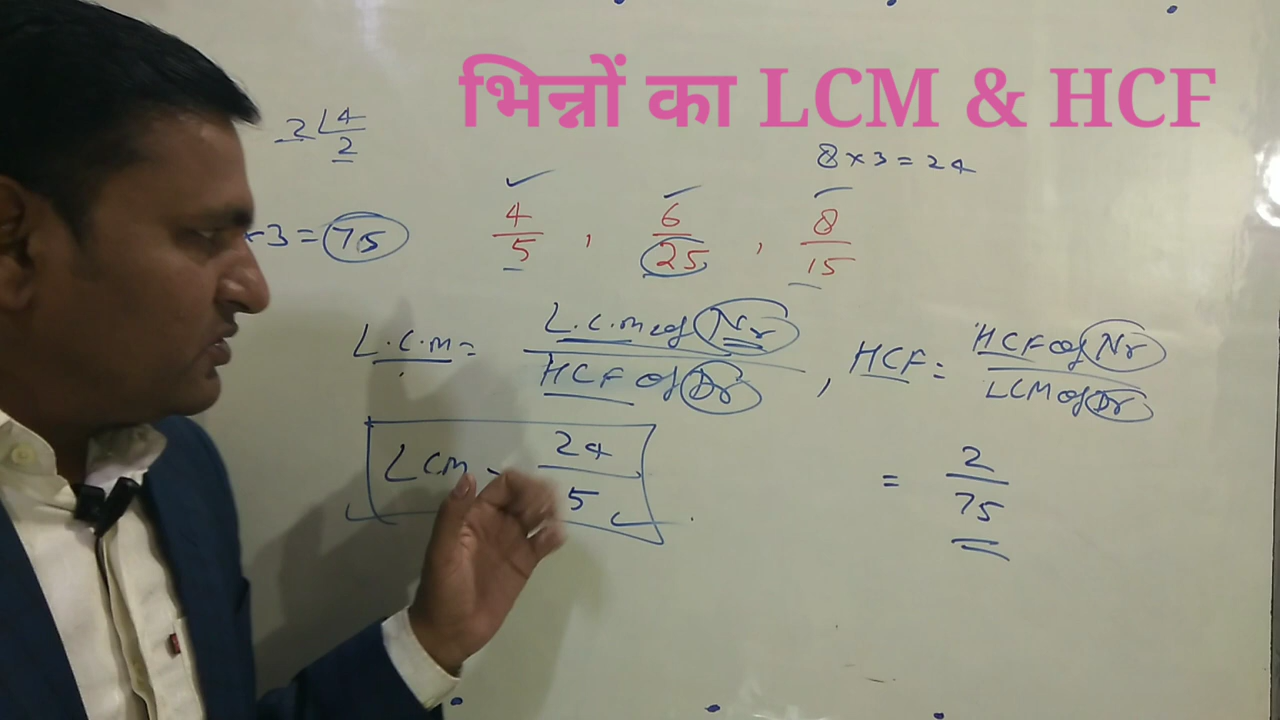 भिन्नों का LCM & HCF
2 4
2
8 × 3 = 24
4/5 , 6/25 , 8/15
×3 = 75
L.C.M = L.C.M of Nr / HCF of Dr , HCF = HCF of Nr / LCM of Dr
LCM = 24/5
= 2/75